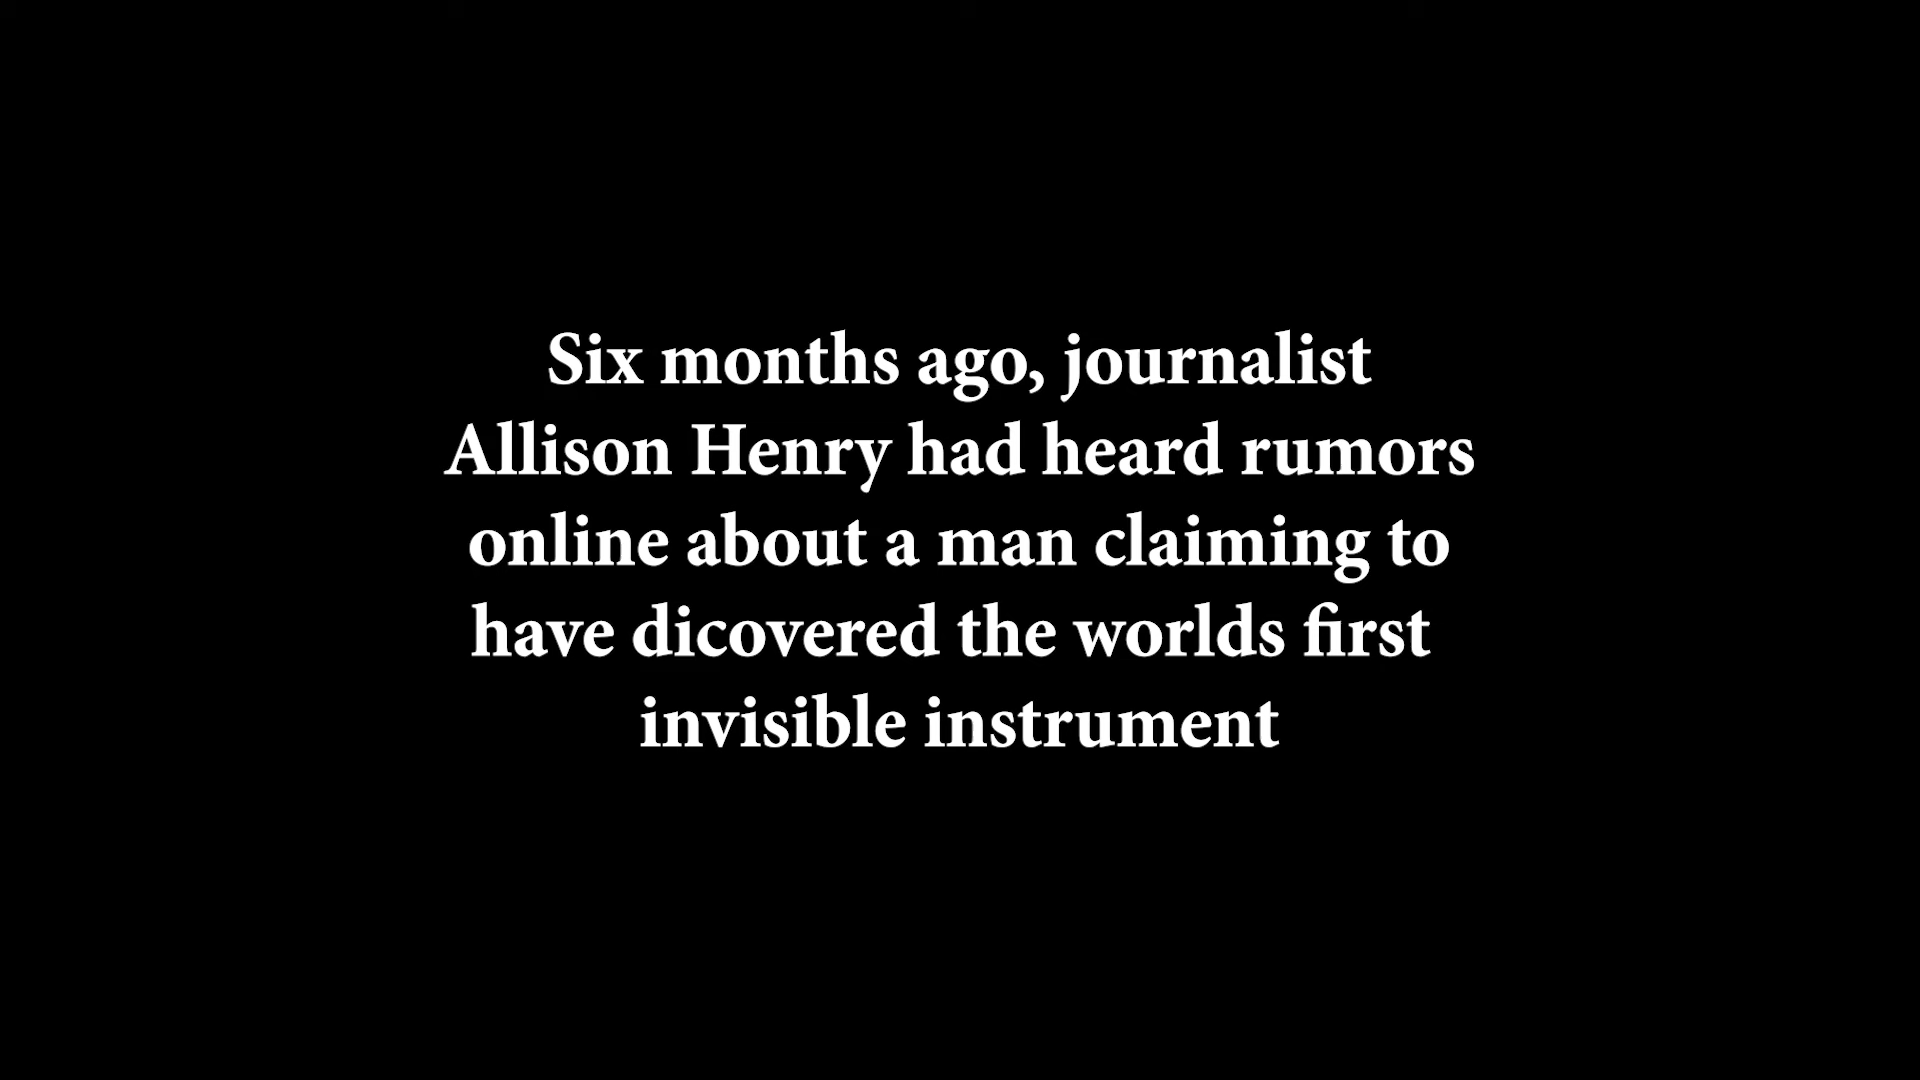 Six months ago, journalist
Allison Henry had heard rumors
online about a man claiming to
have dicovered the worlds first
invisible instrument